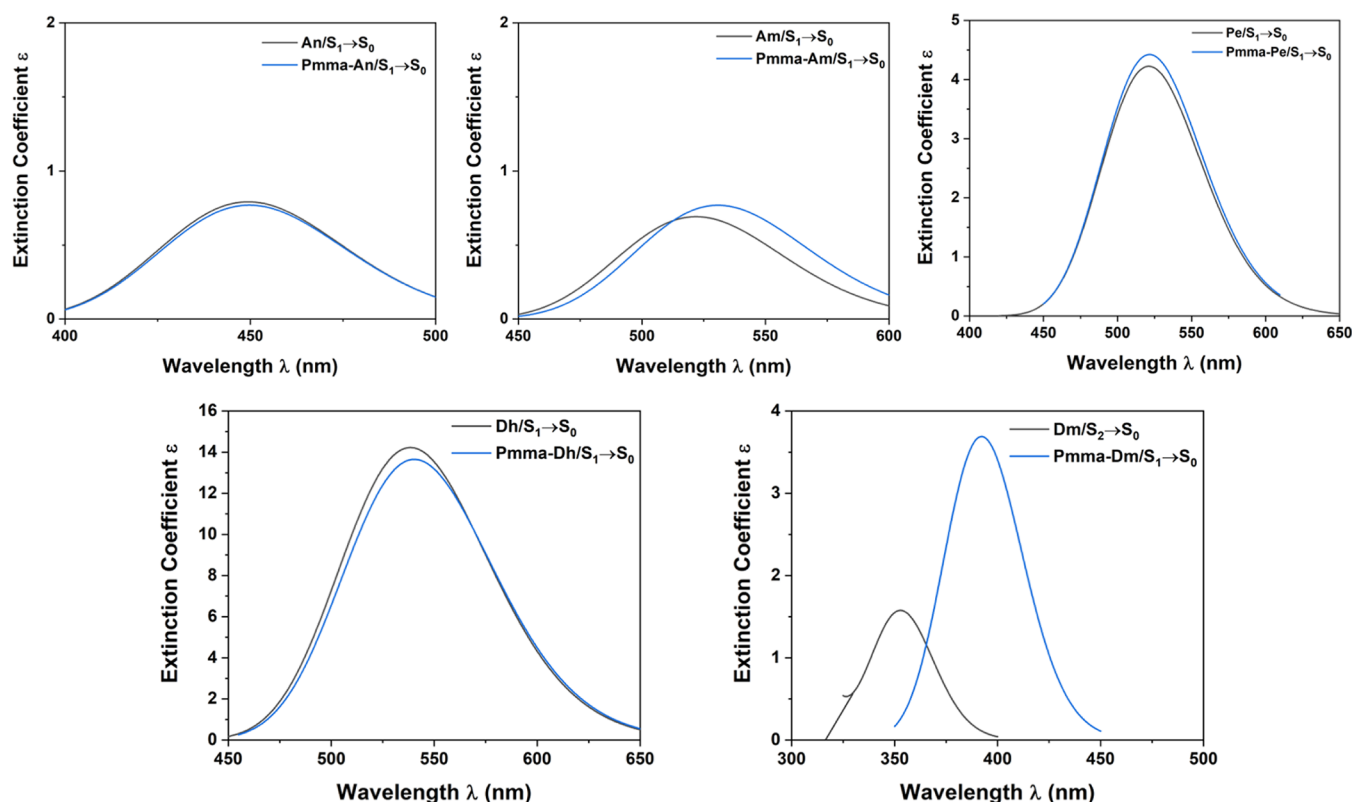 An/S₁→S₀
Pmma-An/S₁→S₀
Extinction Coefficient ε
2
1
0
400
450
500
Wavelength λ (nm)
Am/S₁→S₀
Pmma-Am/S₁→S₀
Extinction Coefficient ε
2
1
0
450
500
550
600
Wavelength λ (nm)
Pe/S₁→S₀
Pmma-Pe/S₁→S₀
Extinction Coefficient ε
5
4
3
2
1
0
400
450
500
550
600
650
Wavelength λ (nm)
Dh/S₁→S₀
Pmma-Dh/S₁→S₀
Extinction Coefficient ε
16
14
12
10
8
6
4
2
0
450
500
550
600
650
Wavelength λ (nm)
Dm/S₂→S₀
Pmma-Dm/S₁→S₀
Extinction Coefficient ε
4
3
2
1
0
300
350
400
450
500
Wavelength λ (nm)